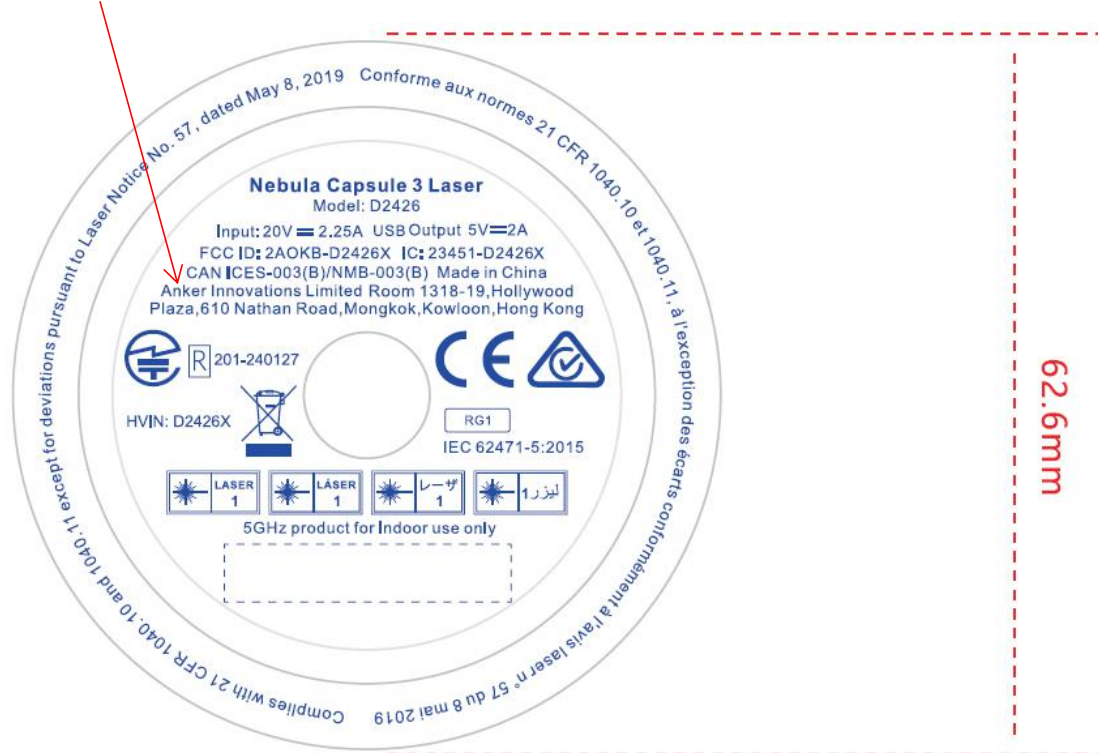 Complies with 21 CFR 1040.10 and 1040.11 except for deviations pursuant to Laser Notice No. 57, dated May 8, 2019
Conforme aux normes 21 CFR 1040.10 et 1040.11, à l'exception des écarts conformément à l'avis laser n° 57 du 8 mai 2019
Nebula Capsule 3 Laser
Model: D2426
Input: 20V ⎓ 2.25A USB Output 5V⎓2A
FCC ID: 2AOKB-D2426X IC: 23451-D2426X
CAN ICES-003(B)/NMB-003(B) Made in China
Anker Innovations Limited Room 1318-19,Hollywood
Plaza,610 Nathan Road,Mongkok,Kowloon,Hong Kong
R 201-240127
CE
HVIN: D2426X
RG1
IEC 62471-5:2015
LASER 1
LÁSER 1
レーザ 1
ليزر 1
5GHz product for Indoor use only
62.6mm